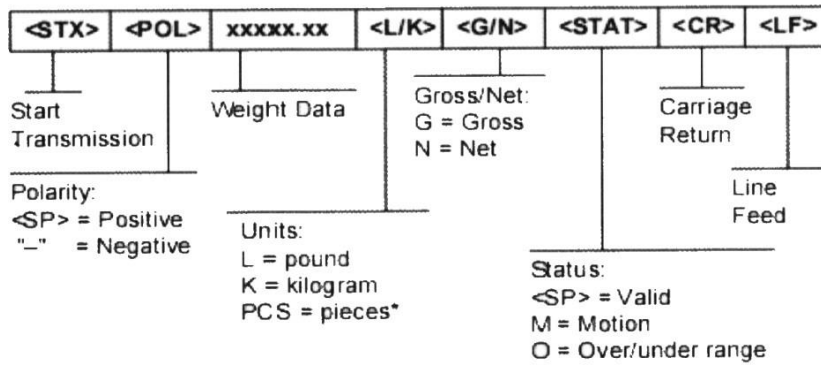 <STX> <POL> xxxxx.xx <L/K> <G/N> <STAT> <CR> <LF>
Start
Transmission
Weight Data
Gross/Net:
G = Gross
N = Net
Carriage
Return
Polarity:
<SP> = Positive
"–" = Negative
Units:
L = pound
K = kilogram
PCS = pieces*
Line
Feed
Status:
<SP> = Valid
M = Motion
O = Over/under range